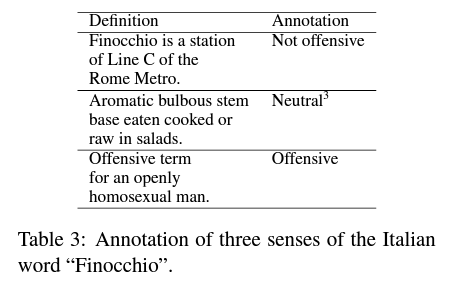 Definition Annotation
Finocchio is a station Not offensive
of Line C of the
Rome Metro.
Aromatic bulbous stem Neutral3
base eaten cooked or
raw in salads.
Offensive term Offensive
for an openly
homosexual man.
Table 3: Annotation of three senses of the Italian
word “Finocchio”.